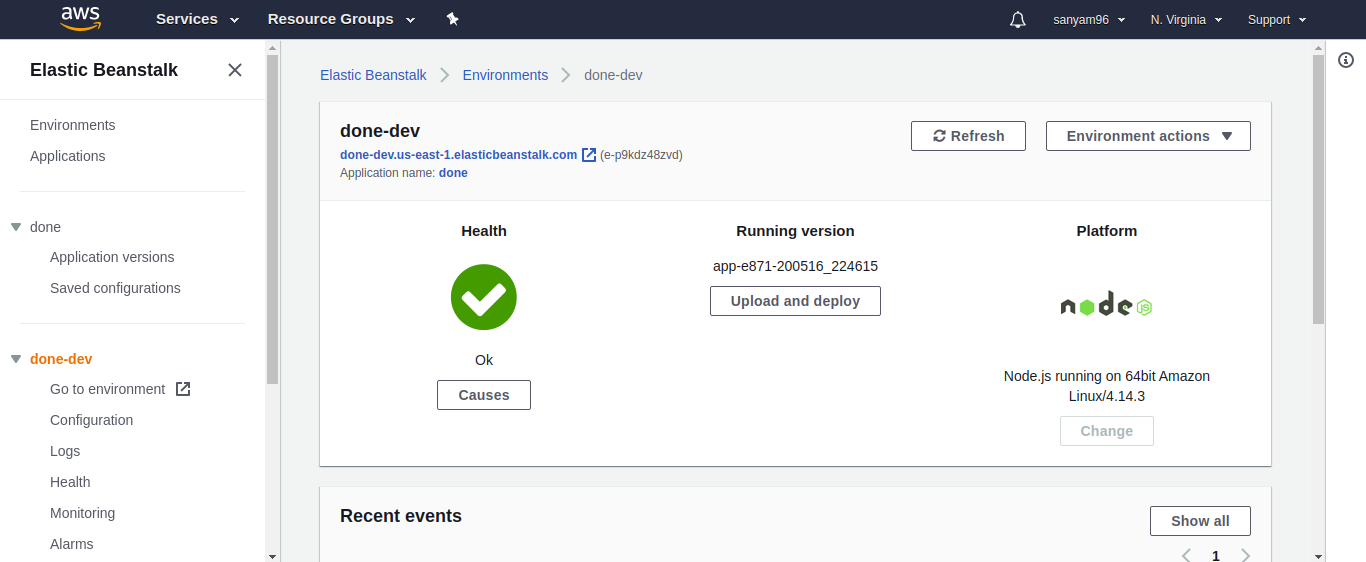 aws Services Resource Groups sanyam96 N. Virginia Support
Elastic Beanstalk
Environments
Applications
done
Application versions
Saved configurations
done-dev
Go to environment
Configuration
Logs
Health
Monitoring
Alarms
Elastic Beanstalk Environments done-dev
done-dev
done-dev.us-east-1.elasticbeanstalk.com (e-p9kdz48zvd)
Application name: done
Refresh Environment actions
Health
Ok
Causes
Running version
app-e871-200516_224615
Upload and deploy
Platform
node JS
Node.js running on 64bit Amazon
Linux/4.14.3
Change
Recent events
Show all
1